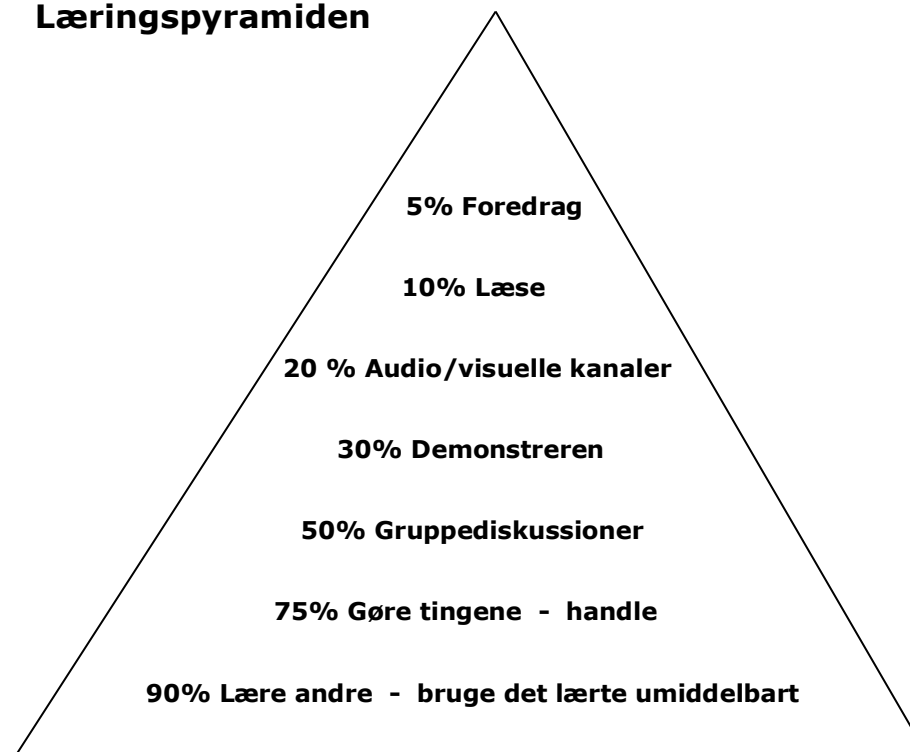 Læringspyramiden
5% Foredrag
10% Læse
20 % Audio/visuelle kanaler
30% Demonstreren
50% Gruppediskussioner
75% Gøre tingene - handle
90% Lære andre - bruge det lærte umiddelbart